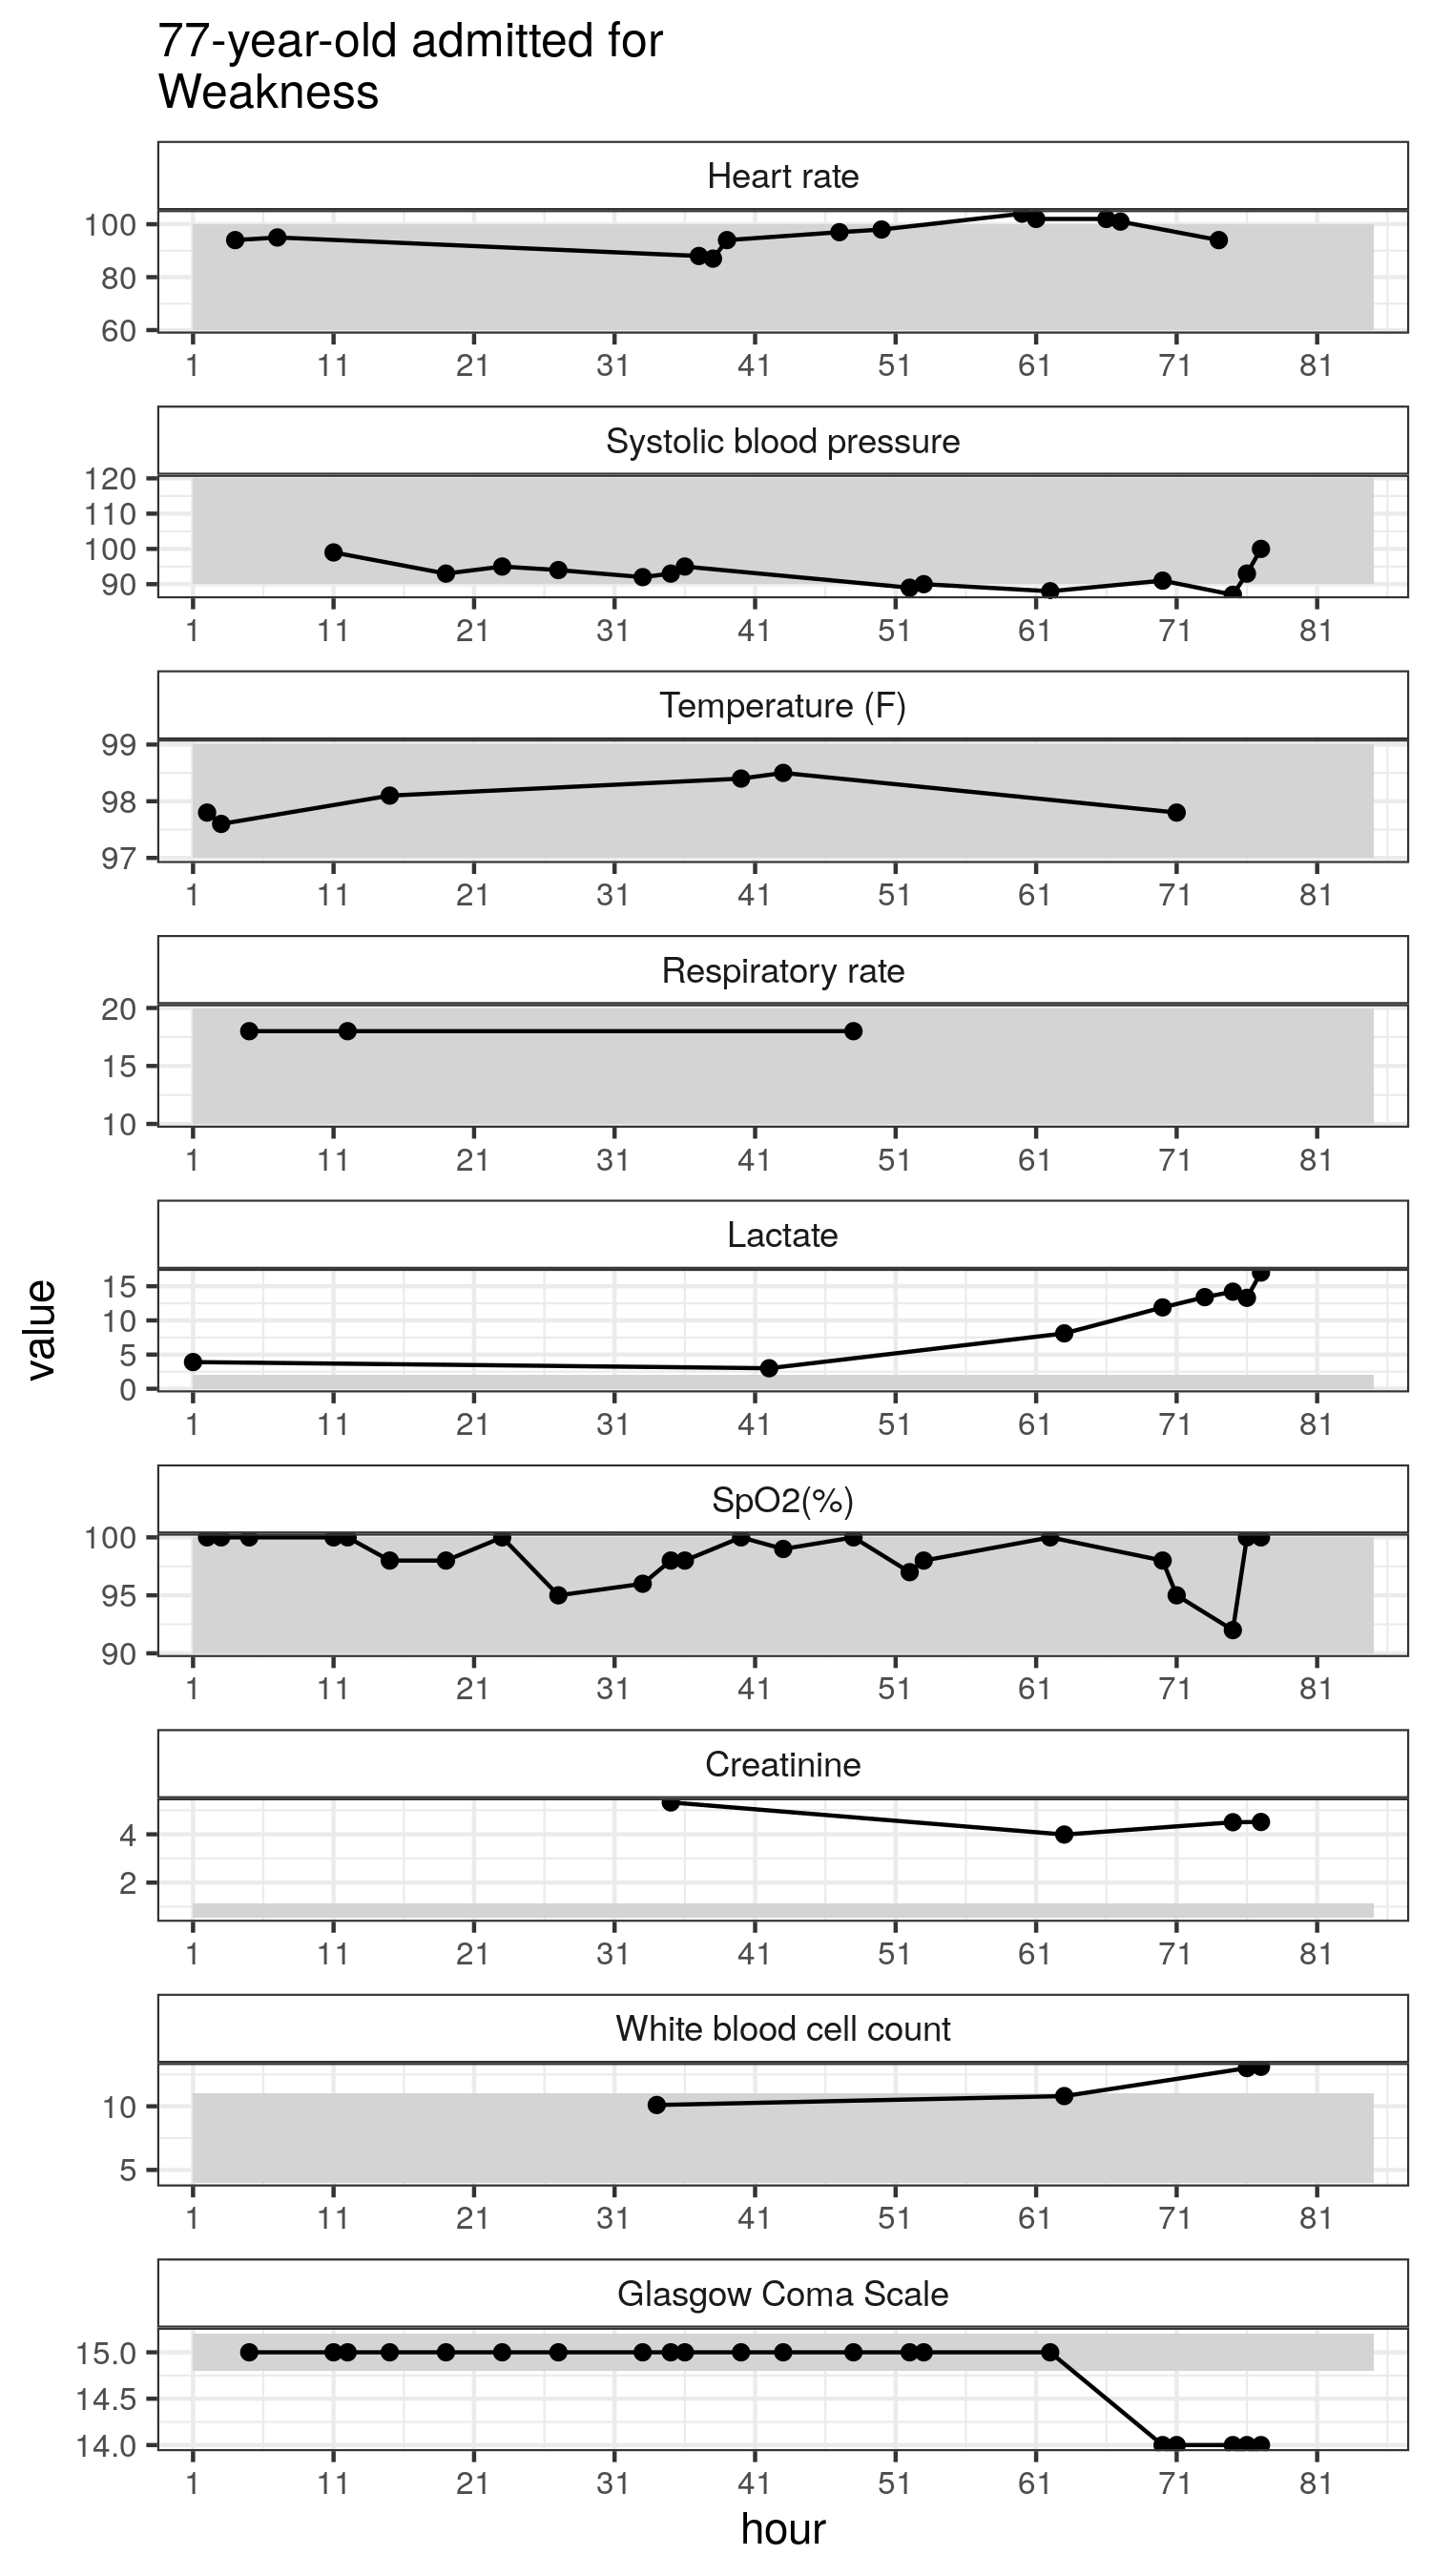 77-year-old admitted for
Weakness
Heart rate
100
80
60
1 11 21 31 41 51 61 71 81
Systolic blood pressure
120
110
100
90
1 11 21 31 41 51 61 71 81
Temperature (F)
99
98
97
1 11 21 31 41 51 61 71 81
Respiratory rate
20
15
10
1 11 21 31 41 51 61 71 81
Lactate
value
15
10
5
0
1 11 21 31 41 51 61 71 81
SpO2(%)
100
95
90
1 11 21 31 41 51 61 71 81
Creatinine
4
2
1 11 21 31 41 51 61 71 81
White blood cell count
10
5
1 11 21 31 41 51 61 71 81
Glasgow Coma Scale
15.0
14.5
14.0
1 11 21 31 41 51 61 71 81
hour